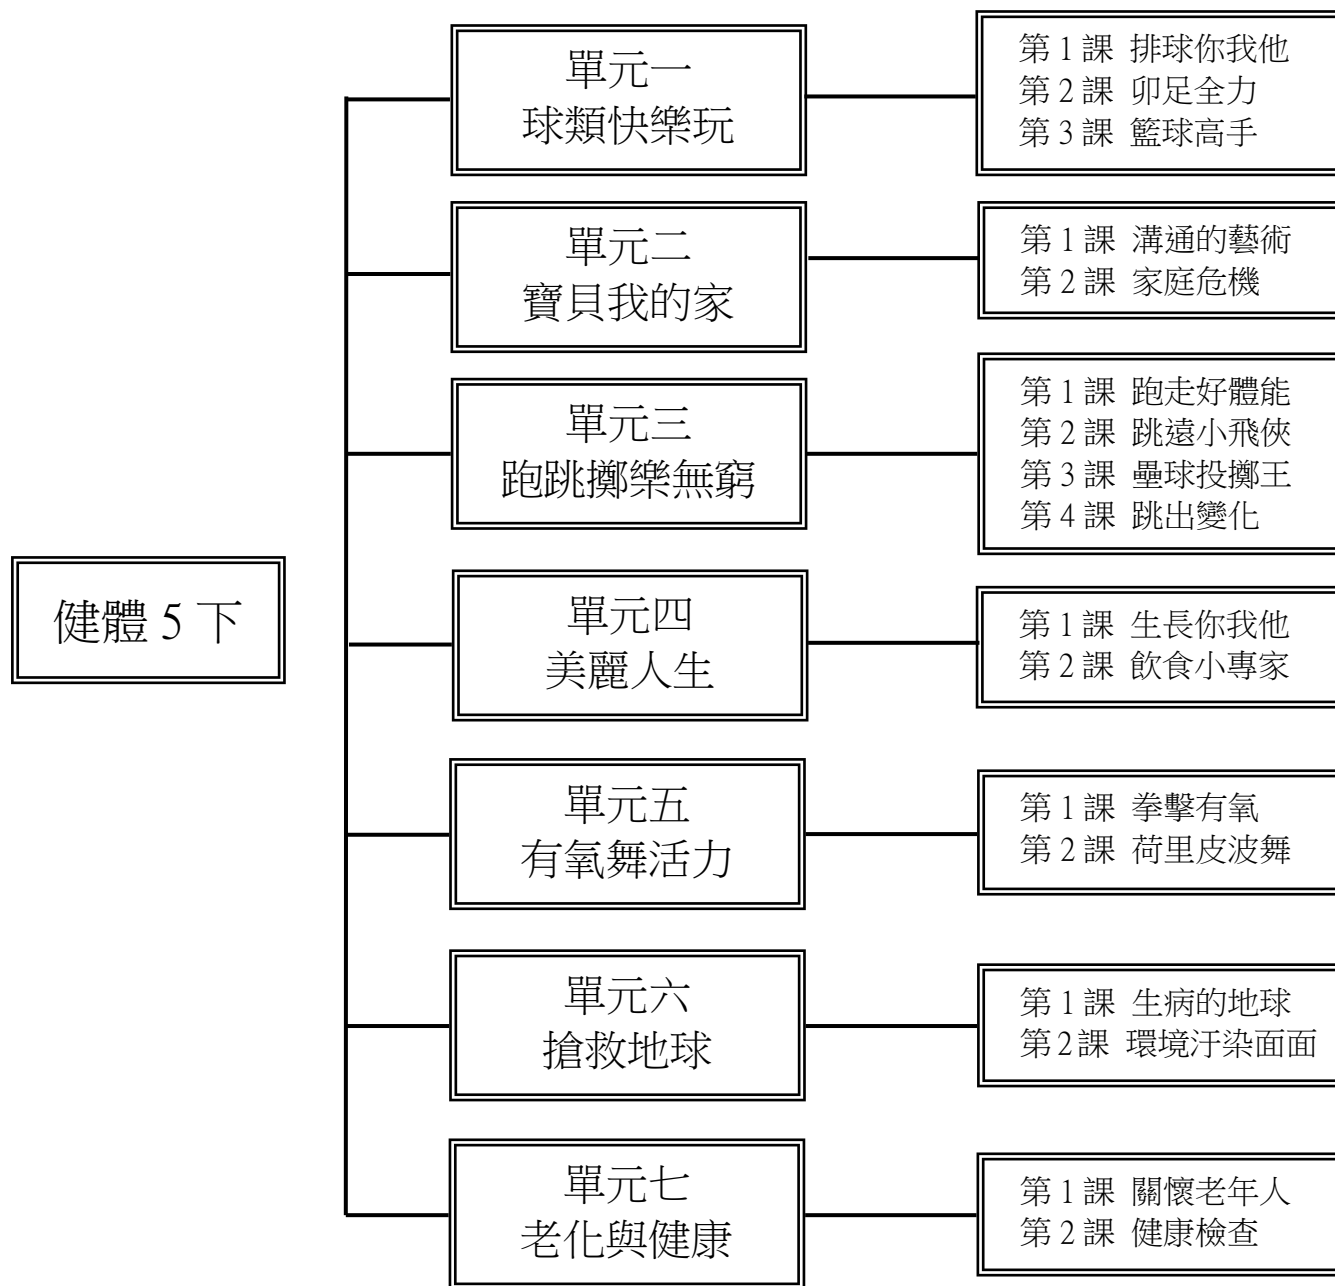 健體 5 下
單元一
球類快樂玩
第 1 課 排球你我他
第 2 課 卯足全力
第 3 課 籃球高手
單元二
寶貝我的家
第 1 課 溝通的藝術
第 2 課 家庭危機
單元三
跑跳擲樂無窮
第 1 課 跑走好體能
第 2 課 跳遠小飛俠
第 3 課 壘球投擲王
第 4 課 跳出變化
單元四
美麗人生
第 1 課 生長你我他
第 2 課 飲食小專家
單元五
有氧舞活力
第 1 課 拳擊有氧
第 2 課 荷里皮波舞
單元六
搶救地球
第 1 課 生病的地球
第2課 環境汙染面面
單元七
老化與健康
第 1 課 關懷老年人
第 2 課 健康檢查